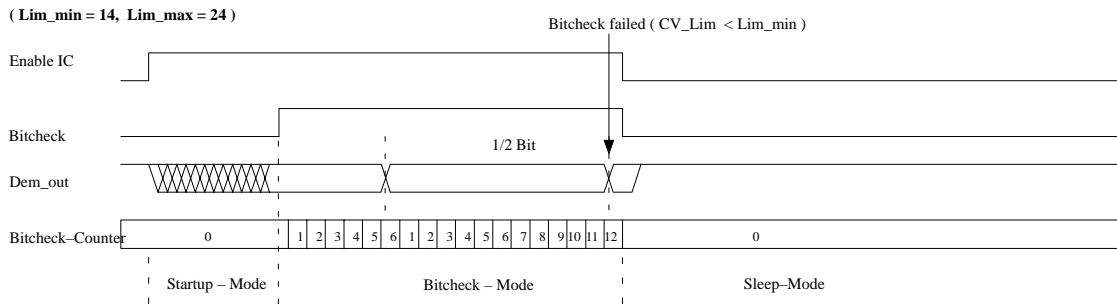 ( Lim_min = 14, Lim_max = 24 )
Bitcheck failed ( CV_Lim < Lim_min )
Enable IC
Bitcheck
1/2 Bit
Dem_out
Bitcheck–Counter 0 1 2 3 4 5 6 1 2 3 4 5 6 7 8 9 10 11 12 0
Startup – Mode Bitcheck – Mode Sleep–Mode